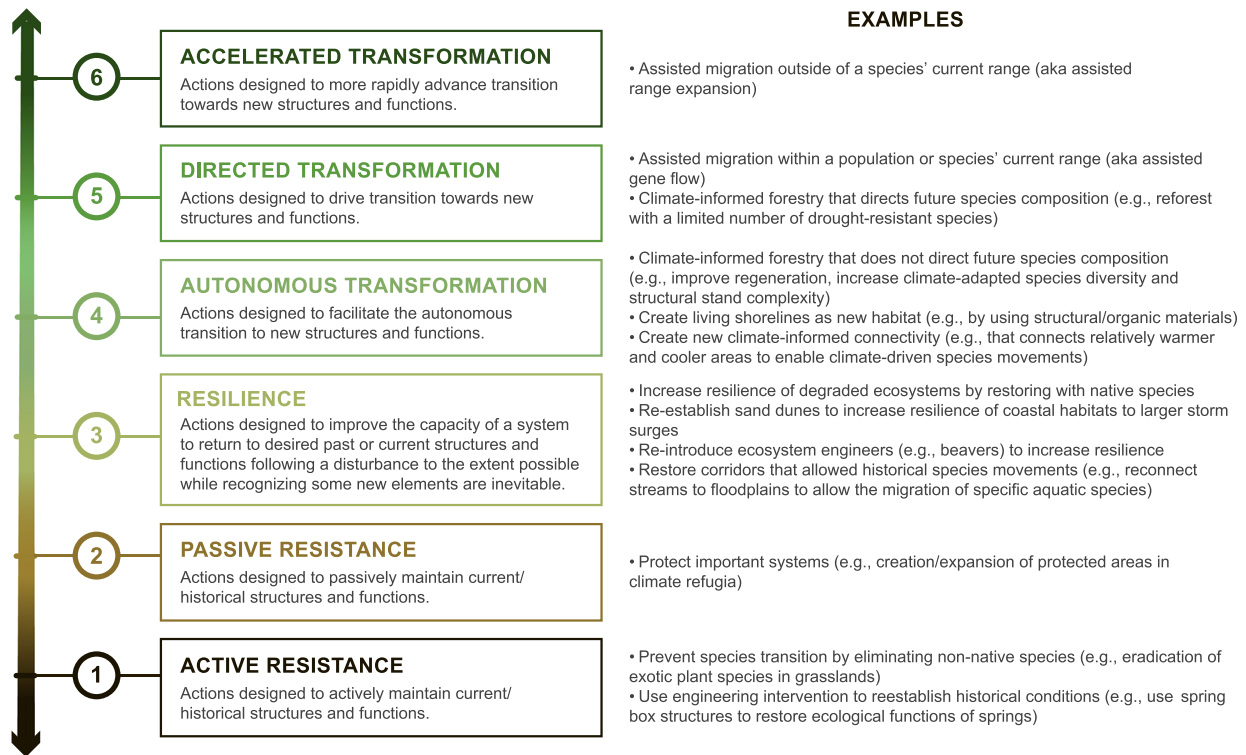 EXAMPLES
6
ACCELERATED TRANSFORMATION
Actions designed to more rapidly advance transition
towards new structures and functions.
• Assisted migration outside of a species’ current range (aka assisted
range expansion)
5
DIRECTED TRANSFORMATION
Actions designed to drive transition towards new
structures and functions.
• Assisted migration within a population or species’ current range (aka assisted
gene flow)
• Climate-informed forestry that directs future species composition (e.g., reforest
with a limited number of drought-resistant species)
4
AUTONOMOUS TRANSFORMATION
Actions designed to facilitate the autonomous
transition to new structures and functions.
• Climate-informed forestry that does not direct future species composition
(e.g., improve regeneration, increase climate-adapted species diversity and
structural stand complexity)
• Create living shorelines as new habitat (e.g., by using structural/organic materials)
• Create new climate-informed connectivity (e.g., that connects relatively warmer
and cooler areas to enable climate-driven species movements)
3
RESILIENCE
Actions designed to improve the capacity of a system
to return to desired past or current structures and
functions following a disturbance to the extent possible
while recognizing some new elements are inevitable.
• Increase resilience of degraded ecosystems by restoring with native species
• Re-establish sand dunes to increase resilience of coastal habitats to larger storm
surges
• Re-introduce ecosystem engineers (e.g., beavers) to increase resilience
• Restore corridors that allowed historical species movements (e.g., reconnect
streams to floodplains to allow the migration of specific aquatic species)
2
PASSIVE RESISTANCE
Actions designed to passively maintain current/
historical structures and functions.
• Protect important systems (e.g., creation/expansion of protected areas in
climate refugia)
1
ACTIVE RESISTANCE
Actions designed to actively maintain current/
historical structures and functions.
• Prevent species transition by eliminating non-native species (e.g., eradication of
exotic plant species in grasslands)
• Use engineering intervention to reestablish historical conditions (e.g., use spring
box structures to restore ecological functions of springs)